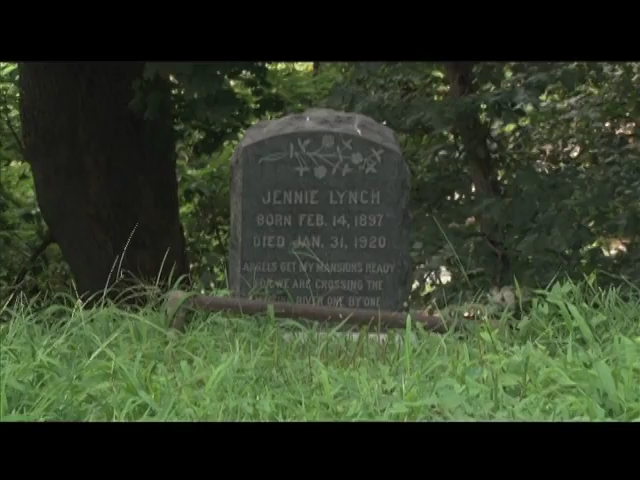 JENNIE LYNCH
BORN FEB. 14, 1897
DIED JAN. 31. 1920
ANGELS GET MY MANSIONS READY
WE ARE CROSSING THE
RIVER ONE BY ONE